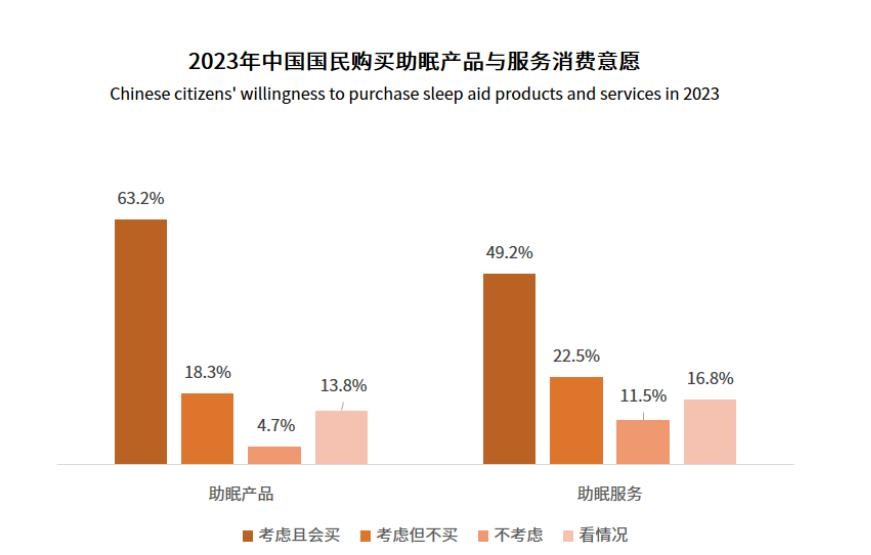 2023年中国国民购买助眠产品与服务消费意愿
Chinese citizens' willingness to purchase sleep aid products and services in 2023
63.2%
18.3%
4.7%
13.8%
49.2%
22.5%
11.5%
16.8%
助眠产品
助眠服务
考虑且会买 考虑但不买 不考虑 看情况